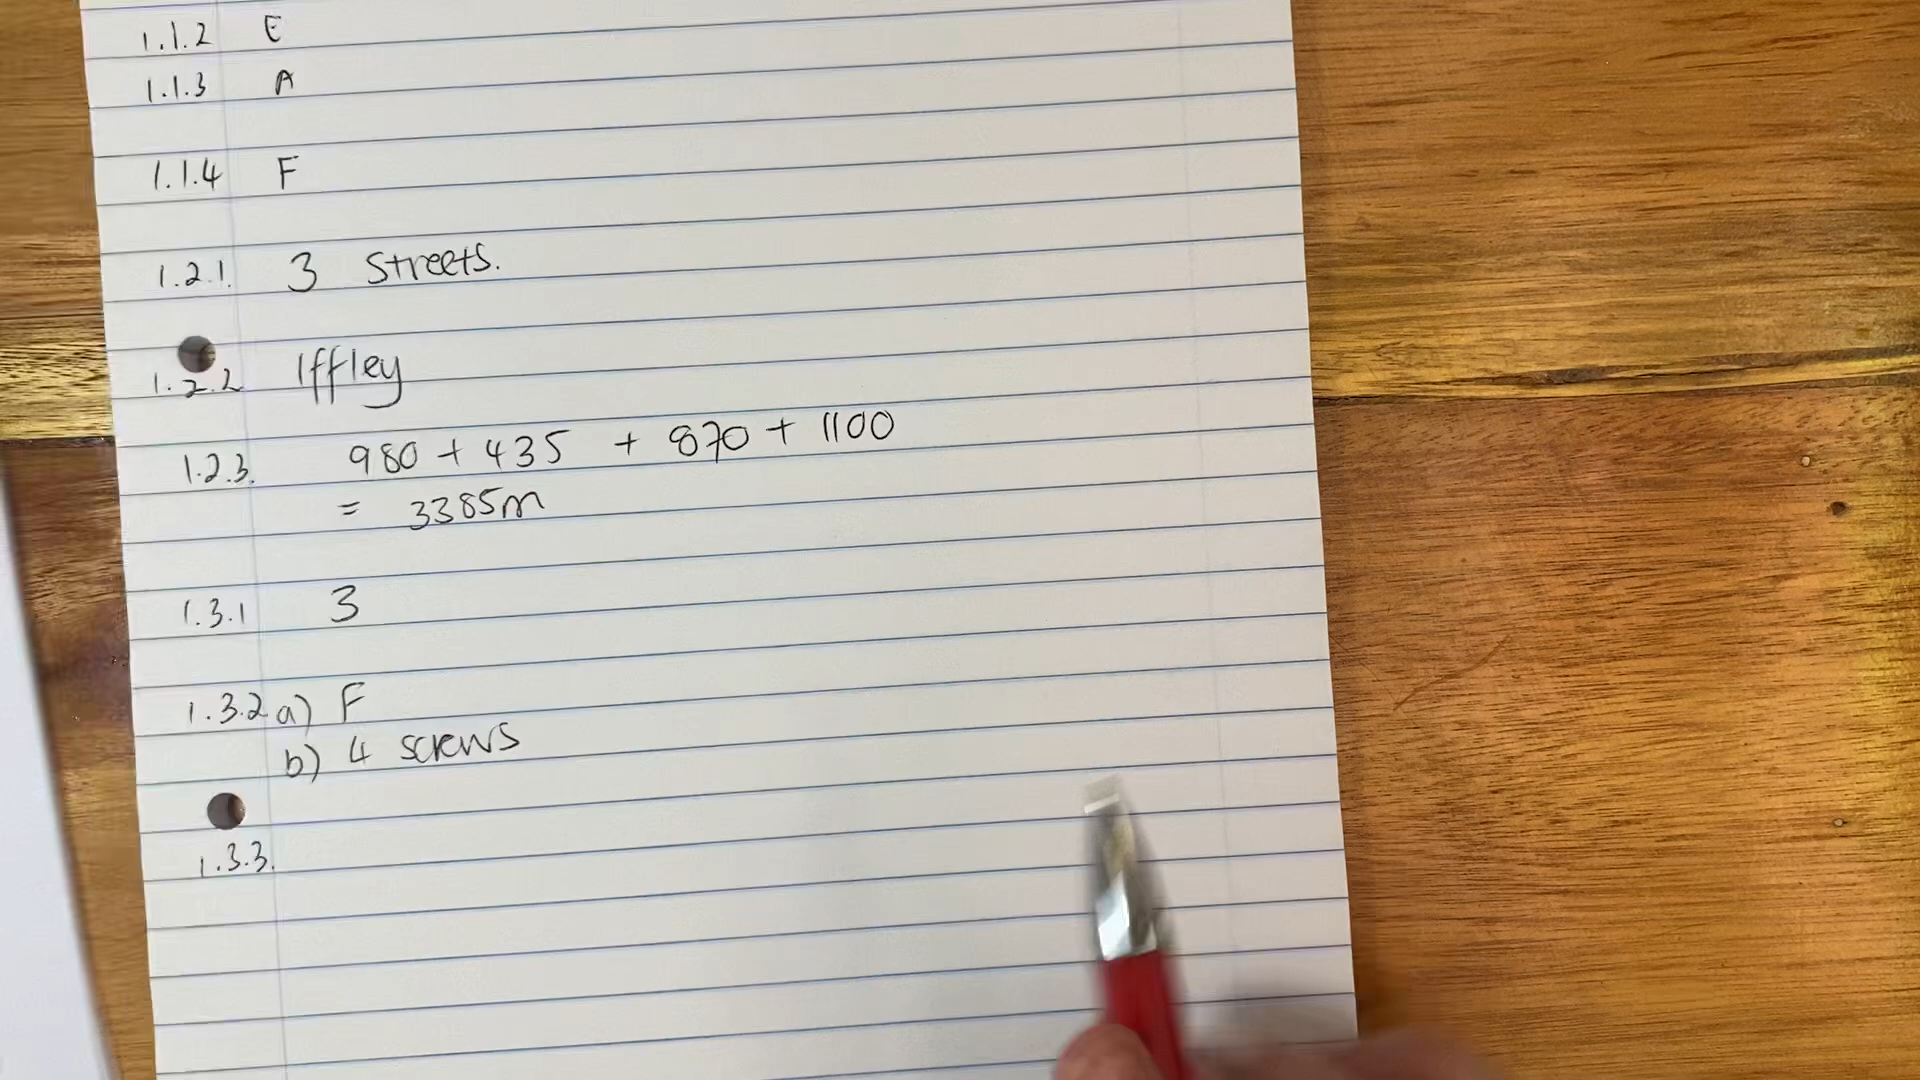 1.1.2 E
1.1.3 A
1.1.4 F
1.2.1. 3 Streets.
1.2.2 Iffley
1.2.3. 980 + 435 + 870 + 1100
= 3385m
1.3.1 3
1.3.2 a) F
b) 4 screws
1.3.3.